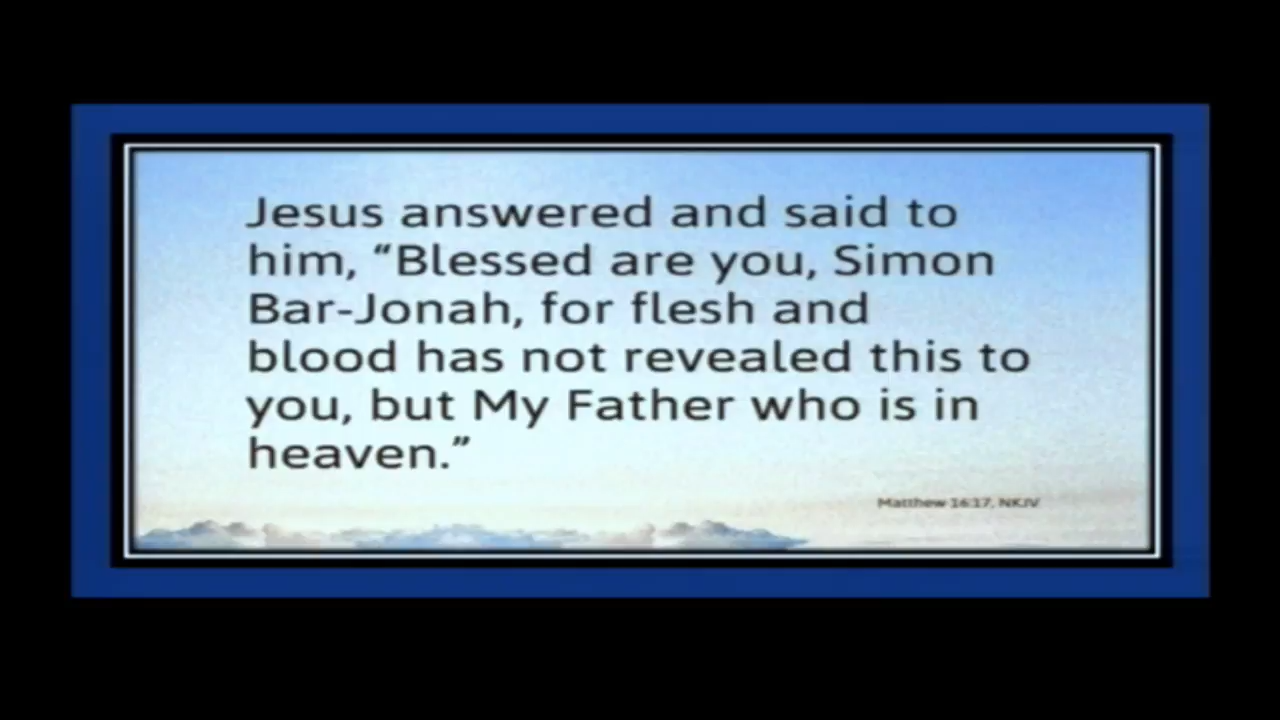 Jesus answered and said to
him, “Blessed are you, Simon
Bar-Jonah, for flesh and
blood has not revealed this to
you, but My Father who is in
heaven.”
Matthew 16:17, NKJV